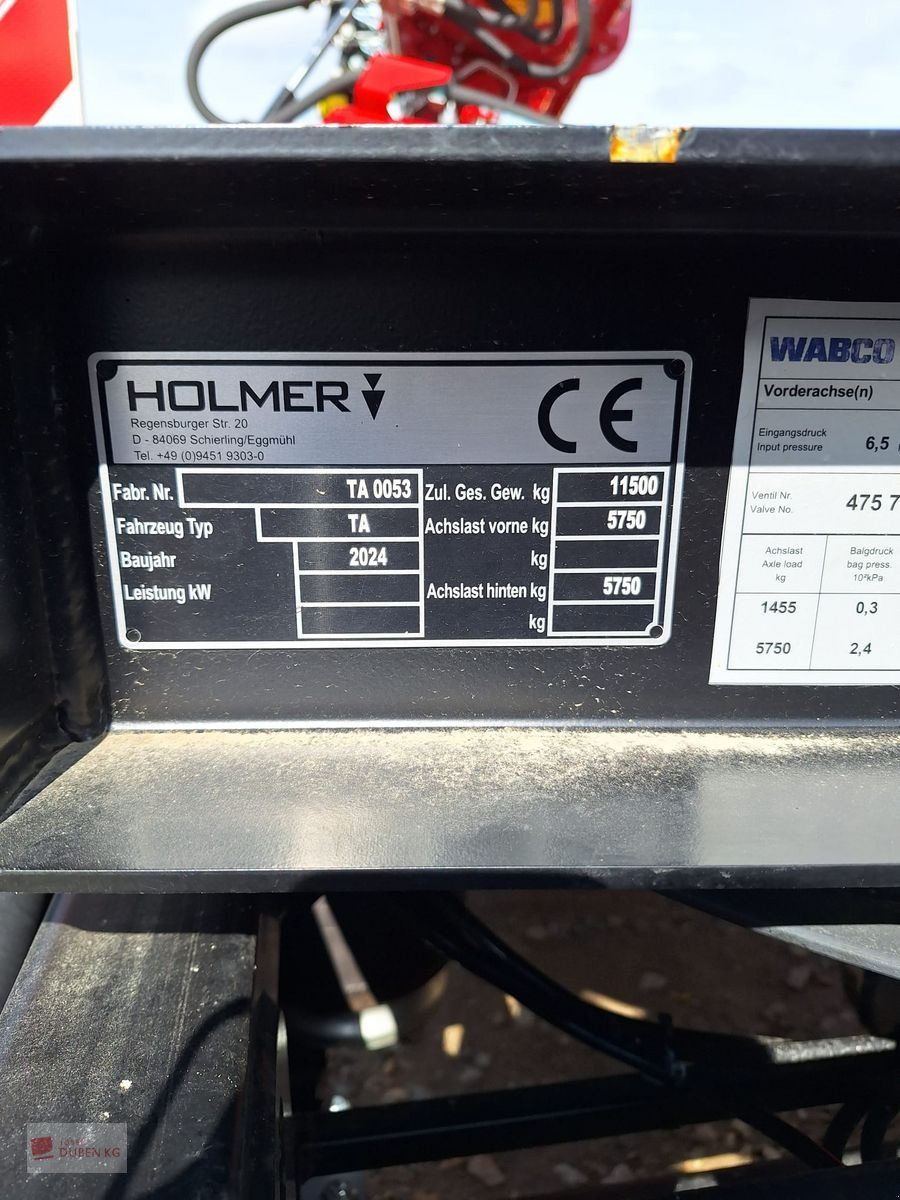 HOLMER
Regensburger Str. 20
D - 84069 Schierling/Eggmühl
Tel. +49 (0)9451 9303-0
CE
Fabr. Nr. TA 0053
Fahrzeug Typ TA
Baujahr 2024
Leistung kW
Zul. Ges. Gew. kg 11500
Achslast vorne kg 5750
kg
Achslast hinten kg 5750
kg
WABCO
Vorderachse(n)
Eingangsdruck
Input pressure 6,5
Ventil Nr.
Valve No. 475 7
Achslast Balgdruck
Axle load bag press.
kg 10²kPa
1455 0,3
5750 2,4
DÜBEN KG